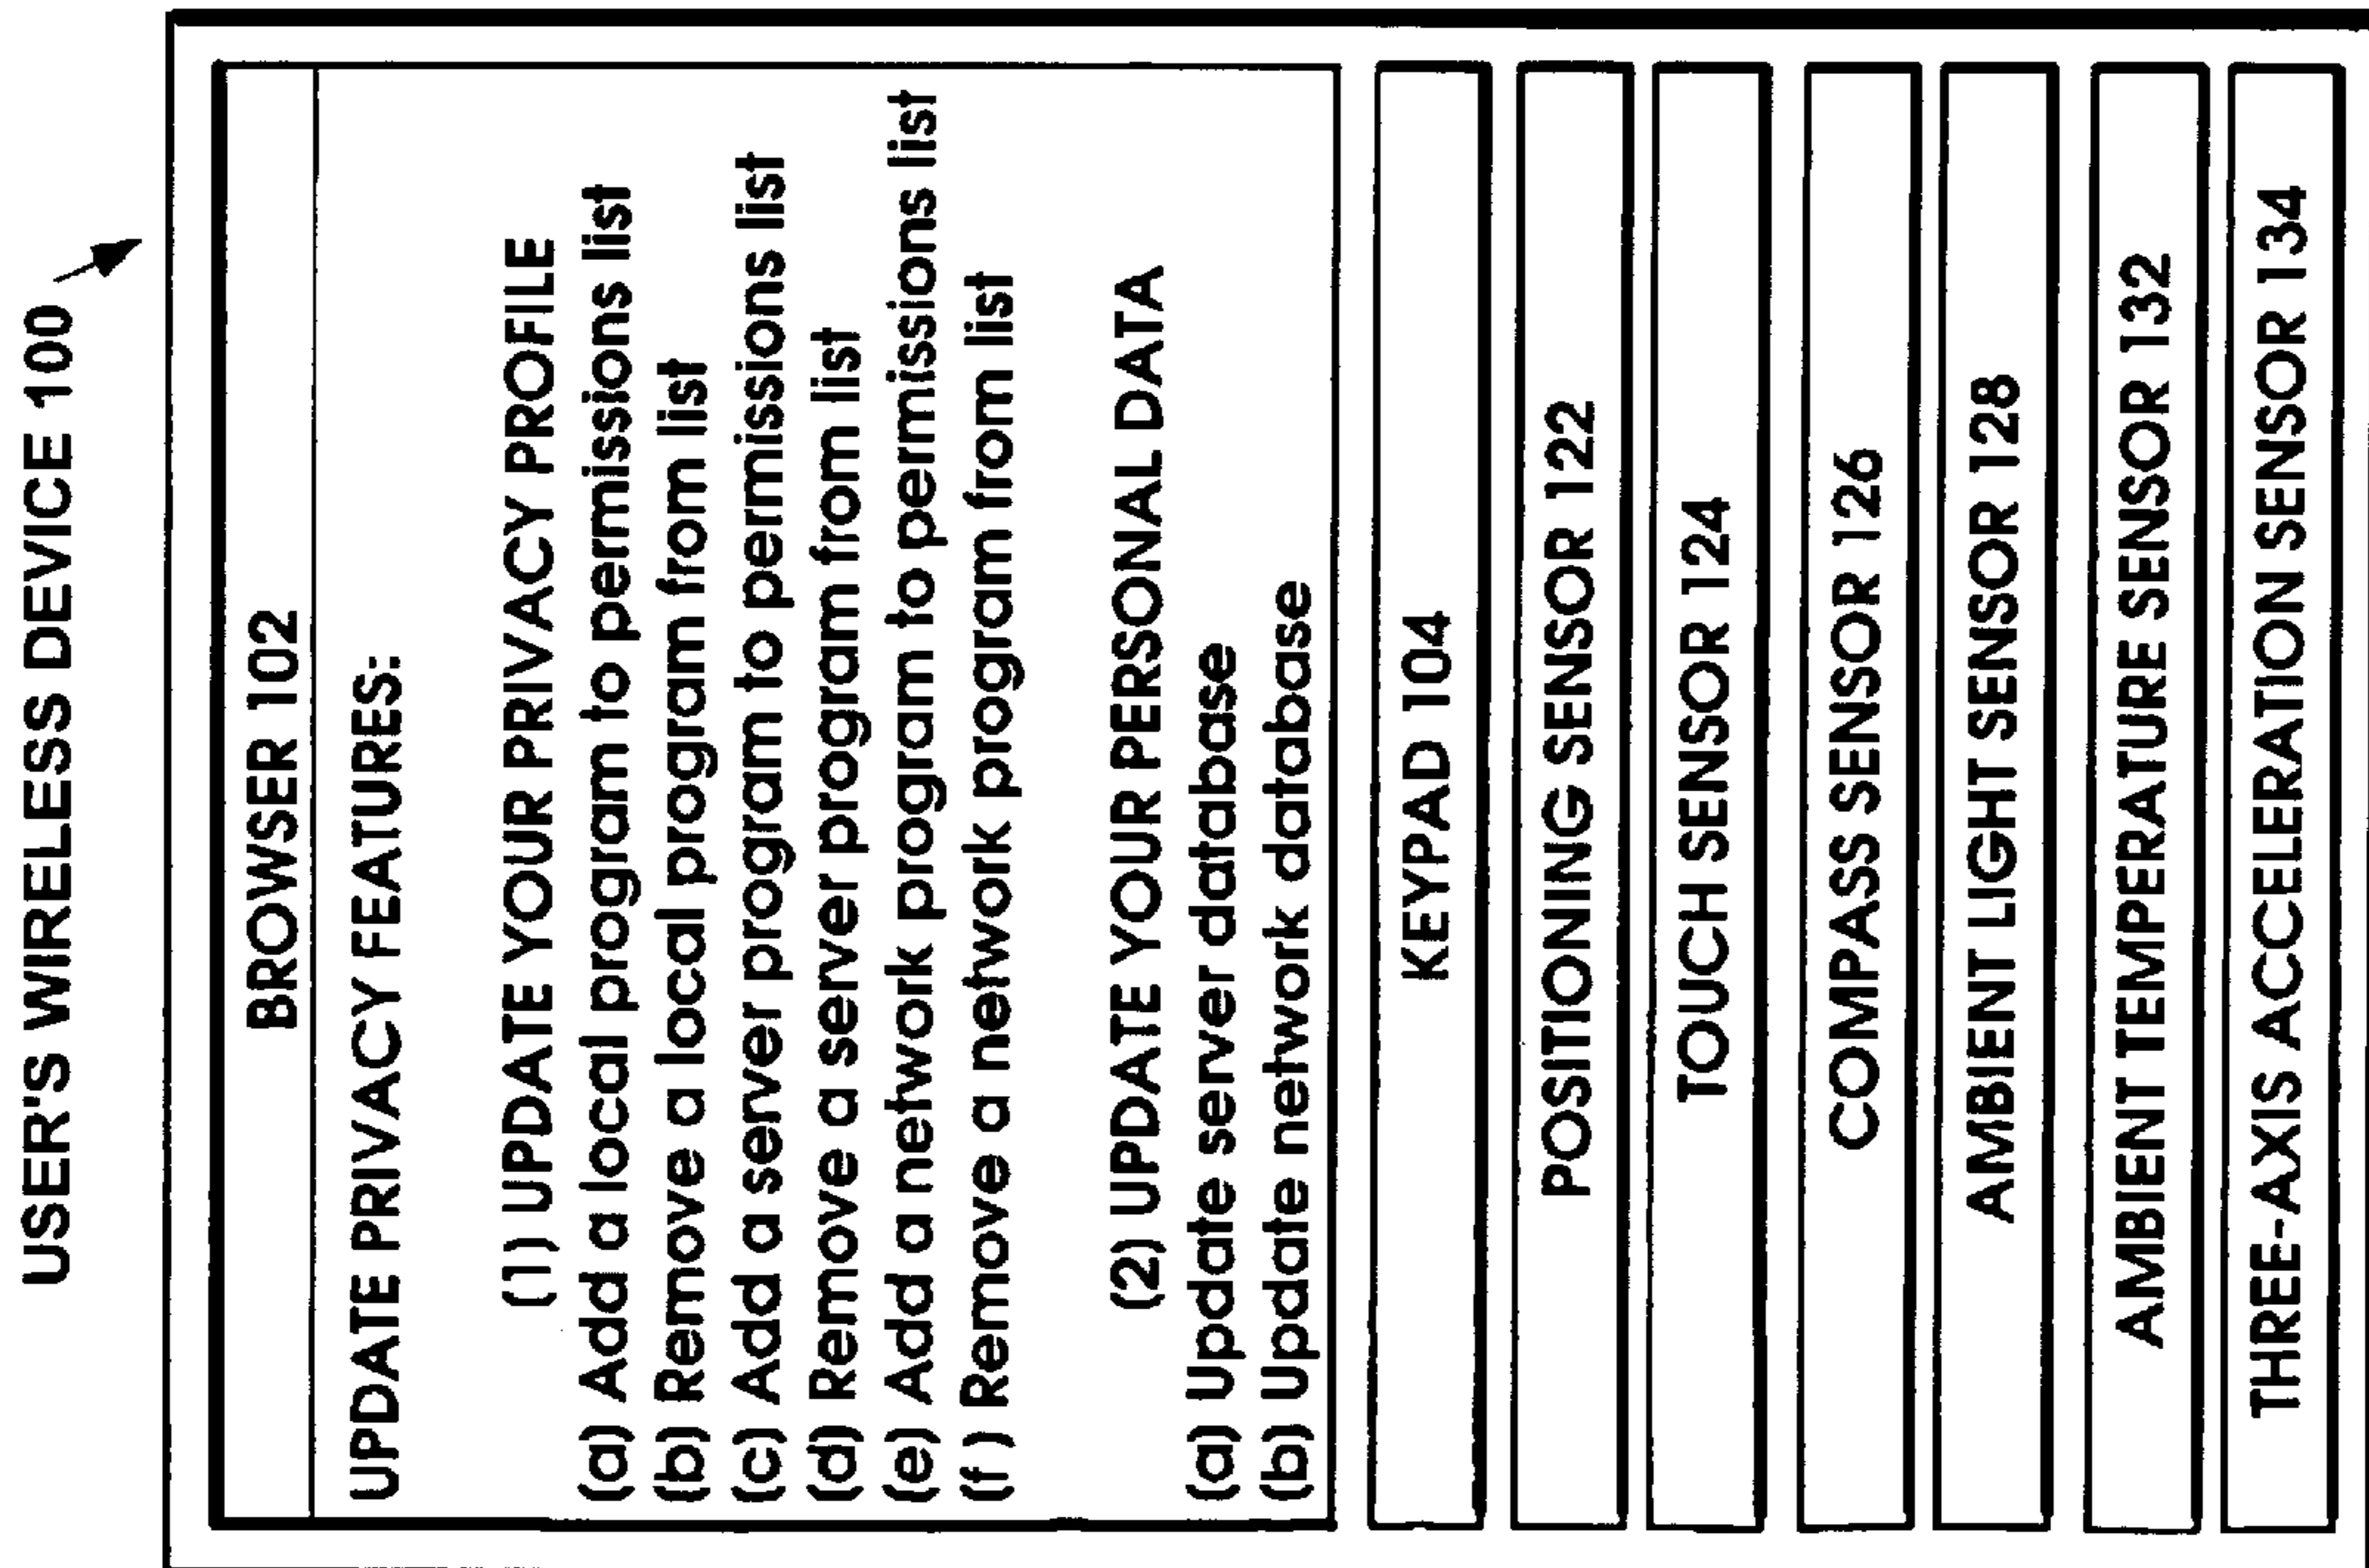 USER'S WIRELESS DEVICE 100
BROWSER 102
UPDATE PRIVACY FEATURES:
(1) UPDATE YOUR PRIVACY PROFILE
(a) Add a local program to permissions list
(b) Remove a local program from list
(c) Add a server program to permissions list
(d) Remove a server program from list
(e) Add a network program to permissions list
(f) Remove a network program from list
(2) UPDATE YOUR PERSONAL DATA
(a) Update server database
(b) Update network database
KEYPAD 104
POSITIONING SENSOR 122
TOUCH SENSOR 124
COMPASS SENSOR 126
AMBIENT LIGHT SENSOR 128
AMBIENT TEMPERATURE SENSOR 132
THREE-AXIS ACCELERATION SENSOR 134